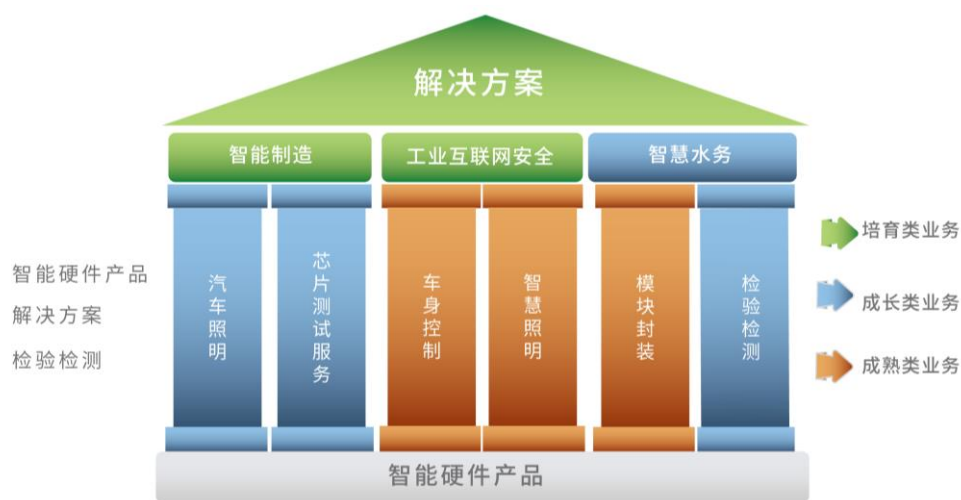 解决方案
智能制造
工业互联网安全
智慧水务
智能硬件产品
解决方案
检验检测
汽车照明
芯片测试服务
车身控制
智慧照明
模块封装
检验检测
培育类业务
成长类业务
成熟类业务
智能硬件产品